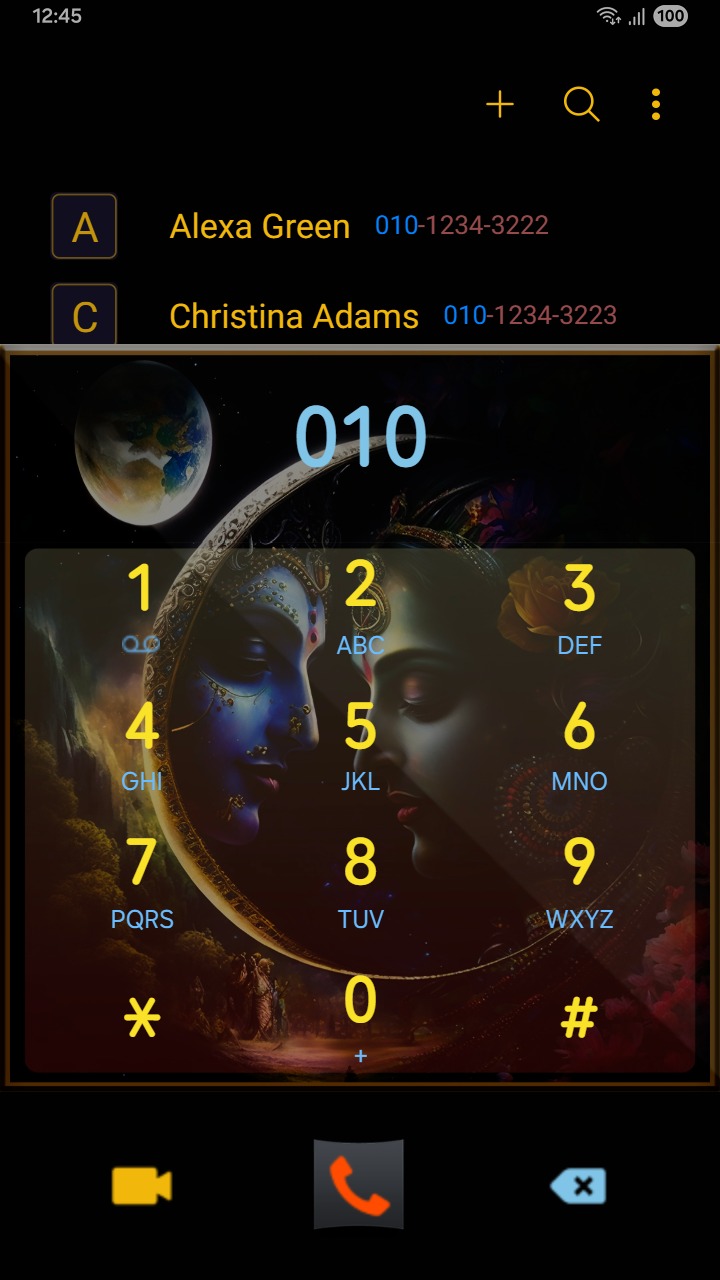 12:45 100
A Alexa Green 010-1234-3222
C Christina Adams 010-1234-3223
010
1 2 3
ABC DEF
4 5 6
GHI JKL MNO
7 8 9
PQRS TUV WXYZ
* 0 #
+